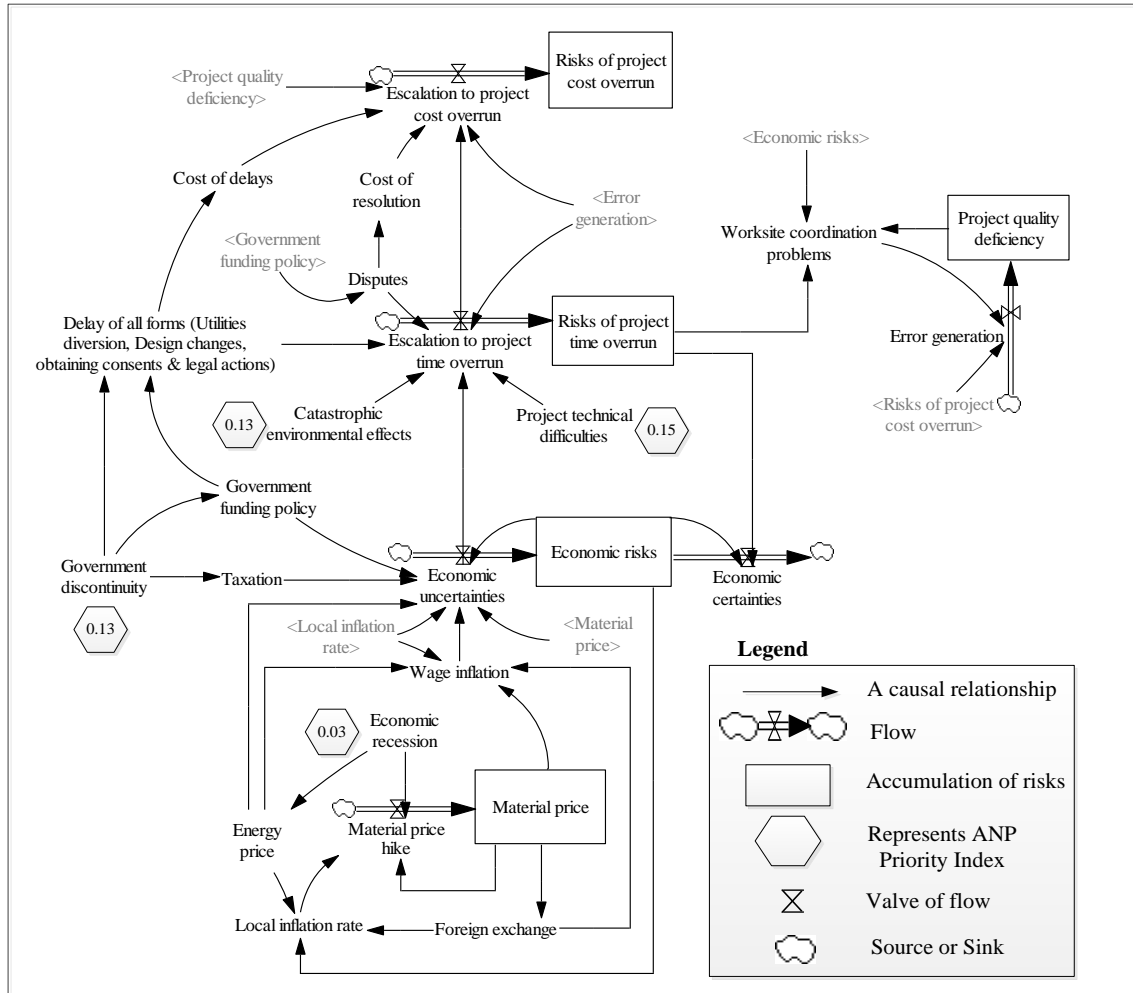 Risks of project
cost overrun
<Project quality
deficiency>
Escalation to project
cost overrun
<Economic risks>
Cost of delays
Cost of
resolution
<Error
generation>
Project quality
deficiency
Worksite coordination
problems
<Government
funding policy>
Disputes
Delay of all forms (Utilities
diversion, Design changes,
obtaining consents & legal actions)
Escalation to project
time overrun
Risks of project
time overrun
Error generation
0.13
Catastrophic
environmental effects
Project technical
difficulties
0.15
<Risks of project
cost overrun>
Government
funding policy
Government
discontinuity
Taxation
Economic
uncertainties
Economic risks
Economic
certainties
0.13
<Local inflation
rate>
<Material
price>
Wage inflation
0.03
Economic
recession
Energy
price
Material price
hike
Material price
Local inflation rate
Foreign exchange
Legend
A causal relationship
Flow
Accumulation of risks
Represents ANP
Priority Index
Valve of flow
Source or Sink